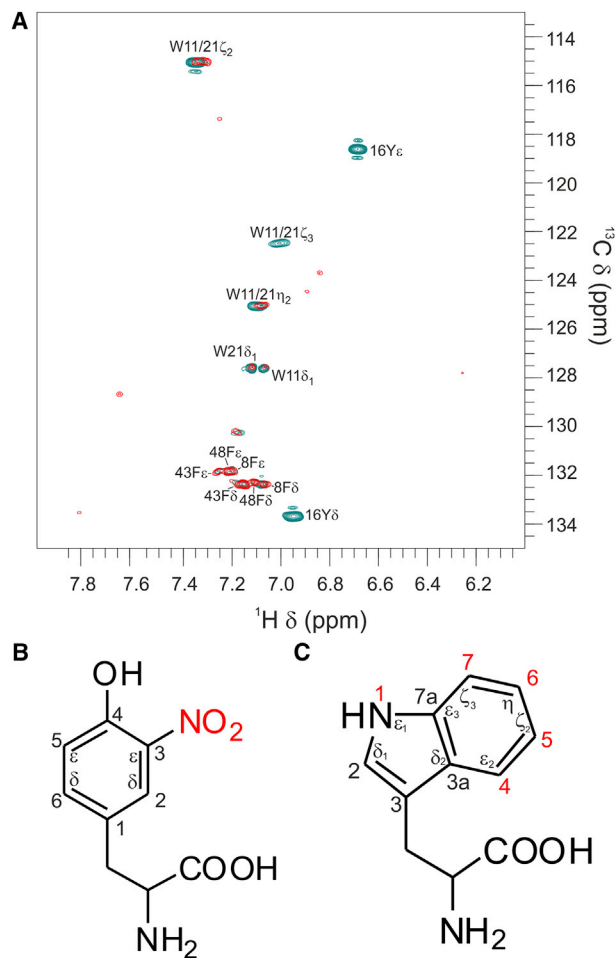 A
W11/21ζ2
16Yε
W11/21ζ3
W11/21η2
W21δ1
W11δ1
48Fε
43Fε
8Fε
43Fδ
48Fδ
8Fδ
16Yδ
114
116
118
120
122
124
126
128
130
132
134
13C δ (ppm)
7.8 7.6 7.4 7.2 7.0 6.8 6.6 6.4 6.2
1H δ (ppm)
B
OH
4
NO2
5
ε
ε
3
δ
δ
6
2
1
COOH
NH2
C
7
1
7a
6
HN
ε1
ε3
ζ3
η
ζ2
5
δ1
δ2
ε2
2
3a
4
3
COOH
NH2